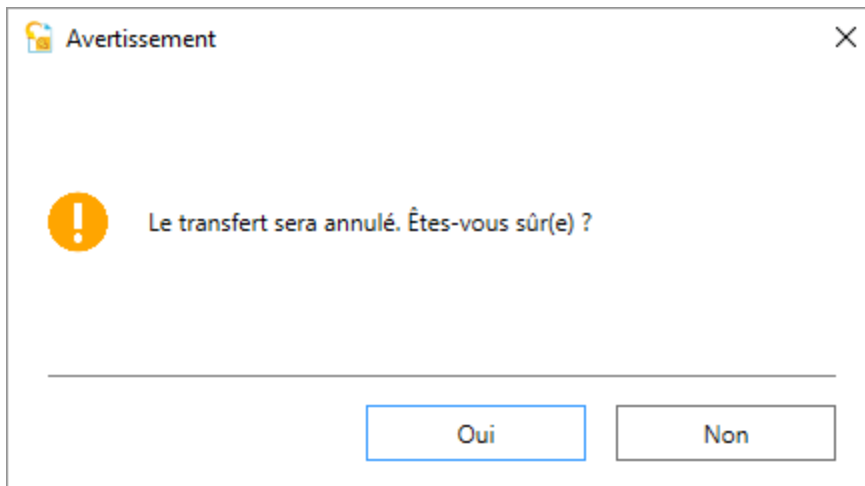 Avertissement
Le transfert sera annulé. Êtes-vous sûr(e) ?
Oui
Non